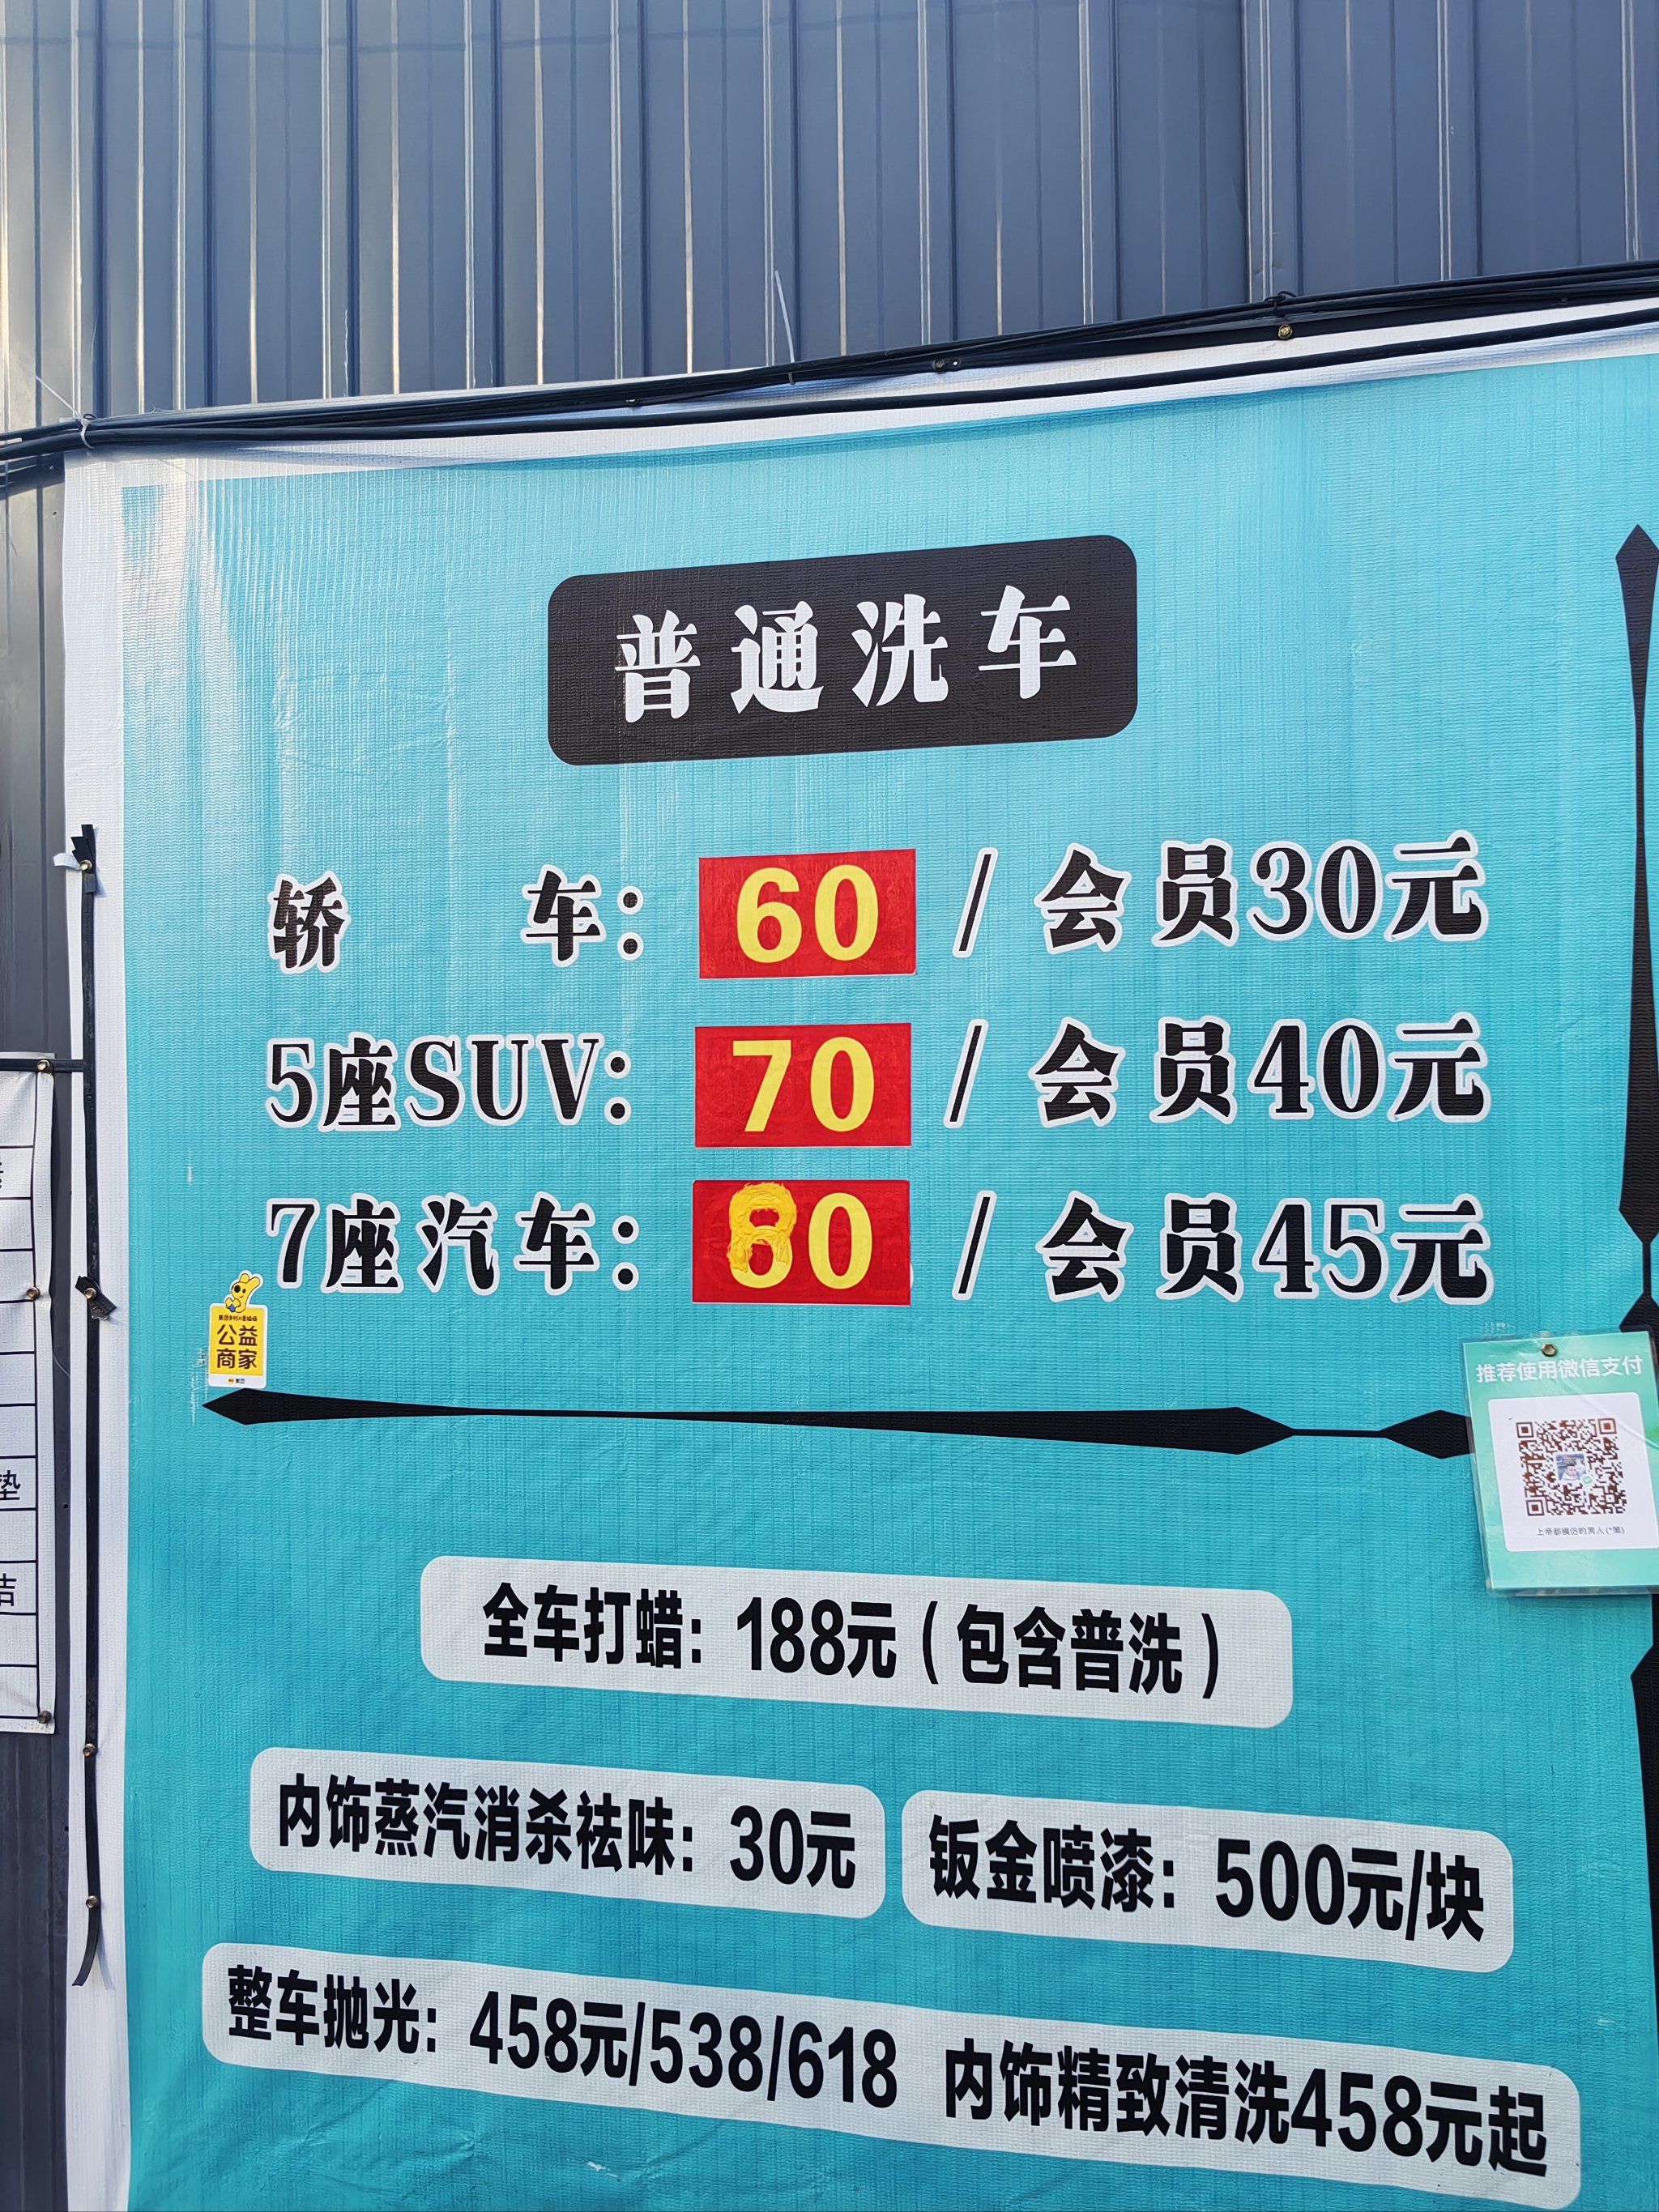 普通洗车
轿 车：60 / 会员30元
5座SUV：70 / 会员40元
7座汽车：80 / 会员45元
公益
商家
推荐使用微信支付
全车打蜡：188元（包含普洗）
内饰蒸汽消杀祛味：30元
钣金喷漆：500元/块
整车抛光：458元/538/618 内饰精致清洗458元起
垫
洁